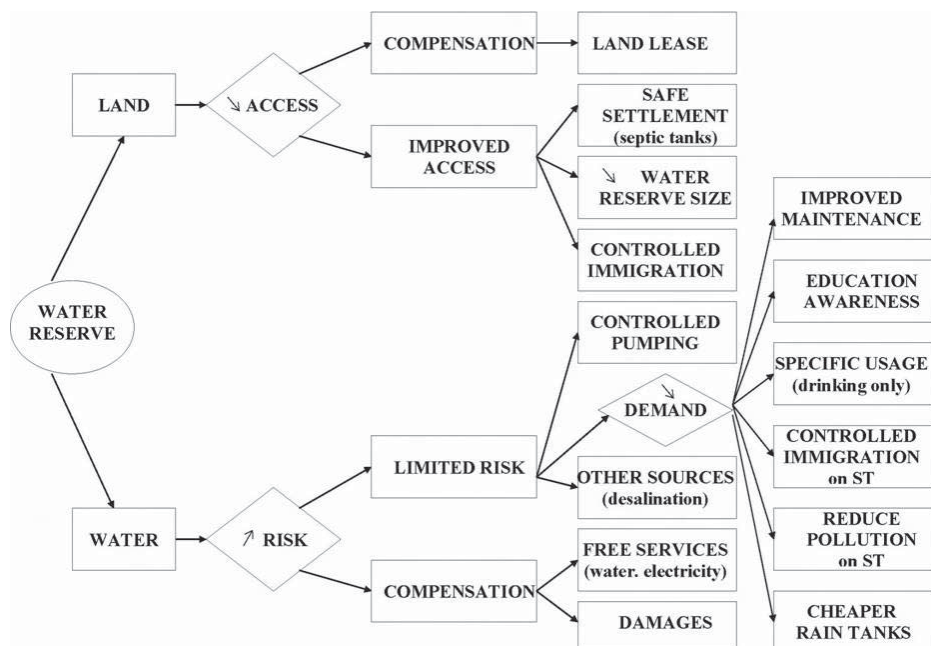 COMPENSATION
LAND LEASE
LAND
↘ ACCESS
SAFE
SETTLEMENT
(septic tanks)
IMPROVED
ACCESS
↘ WATER
RESERVE SIZE
CONTROLLED
IMMIGRATION
WATER
RESERVE
CONTROLLED
PUMPING
↘
DEMAND
IMPROVED
MAINTENANCE
EDUCATION
AWARENESS
SPECIFIC USAGE
(drinking only)
CONTROLLED
IMMIGRATION
on ST
REDUCE
POLLUTION
on ST
CHEAPER
RAIN TANKS
LIMITED RISK
OTHER SOURCES
(desalination)
WATER
↗ RISK
FREE SERVICES
(water. electricity)
COMPENSATION
DAMAGES